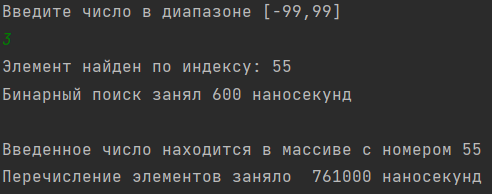 Введите число в диапазоне [-99,99]
3
Элемент найден по индексу: 55
Бинарный поиск занял 600 наносекунд
Введенное число находится в массиве с номером 55
Перечисление элементов заняло  761000 наносекунд